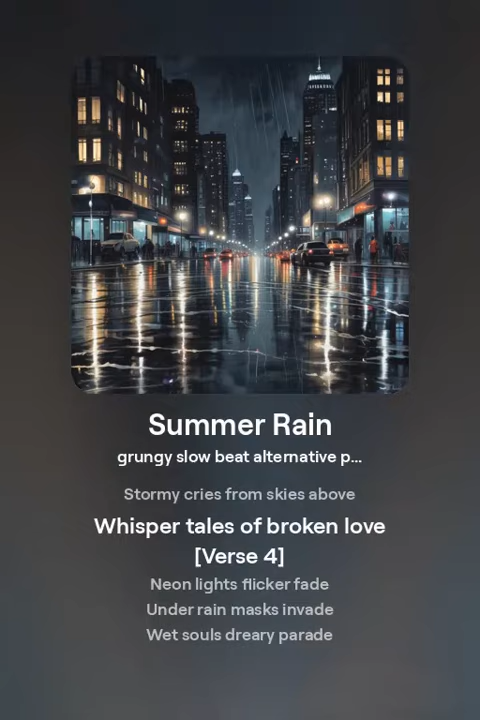 Summer Rain
grungy slow beat alternative p...
Stormy cries from skies above
Whisper tales of broken love
[Verse 4]
Neon lights flicker fade
Under rain masks invade
Wet souls dreary parade